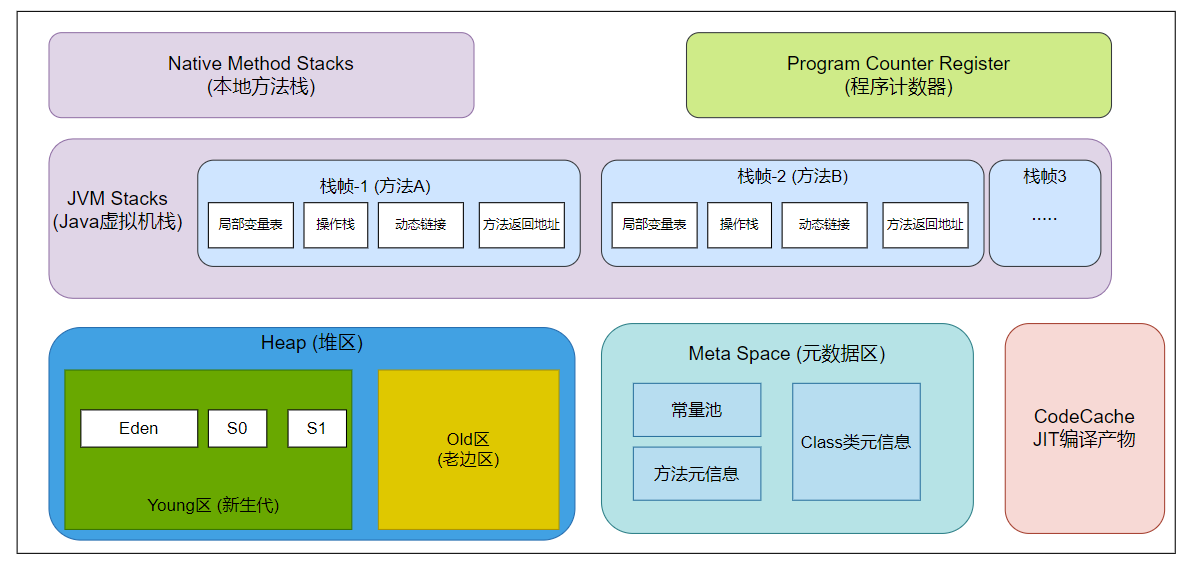 Native Method Stacks
(本地方法栈)
Program Counter Register
(程序计数器)
JVM Stacks
(Java虚拟机栈)
栈帧-1 (方法A)
局部变量表
操作栈
动态链接
方法返回地址
栈帧-2 (方法B)
局部变量表
操作栈
动态链接
方法返回地址
栈帧3
.....
Heap (堆区)
Eden
S0
S1
Young区 (新生代)
Old区
(老边区)
Meta Space (元数据区)
常量池
方法元信息
Class类元信息
CodeCache
JIT编译产物